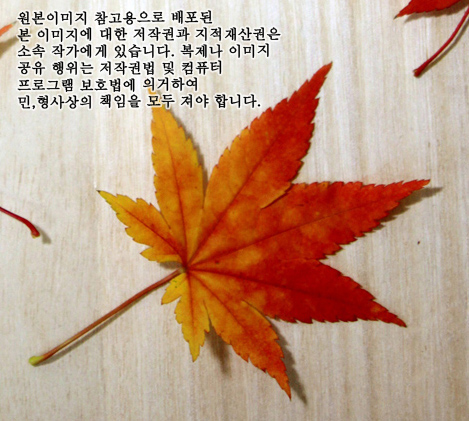 원본이미지 참고용으로 배포된
본 이미지에 대한 저작권과 지적재산권은
소속 작가에게 있습니다. 복제나 이미지
공유 행위는 저작권법 및 컴퓨터
프로그램 보호법에 의거하여
민,형사상의 책임을 모두 져야 합니다.